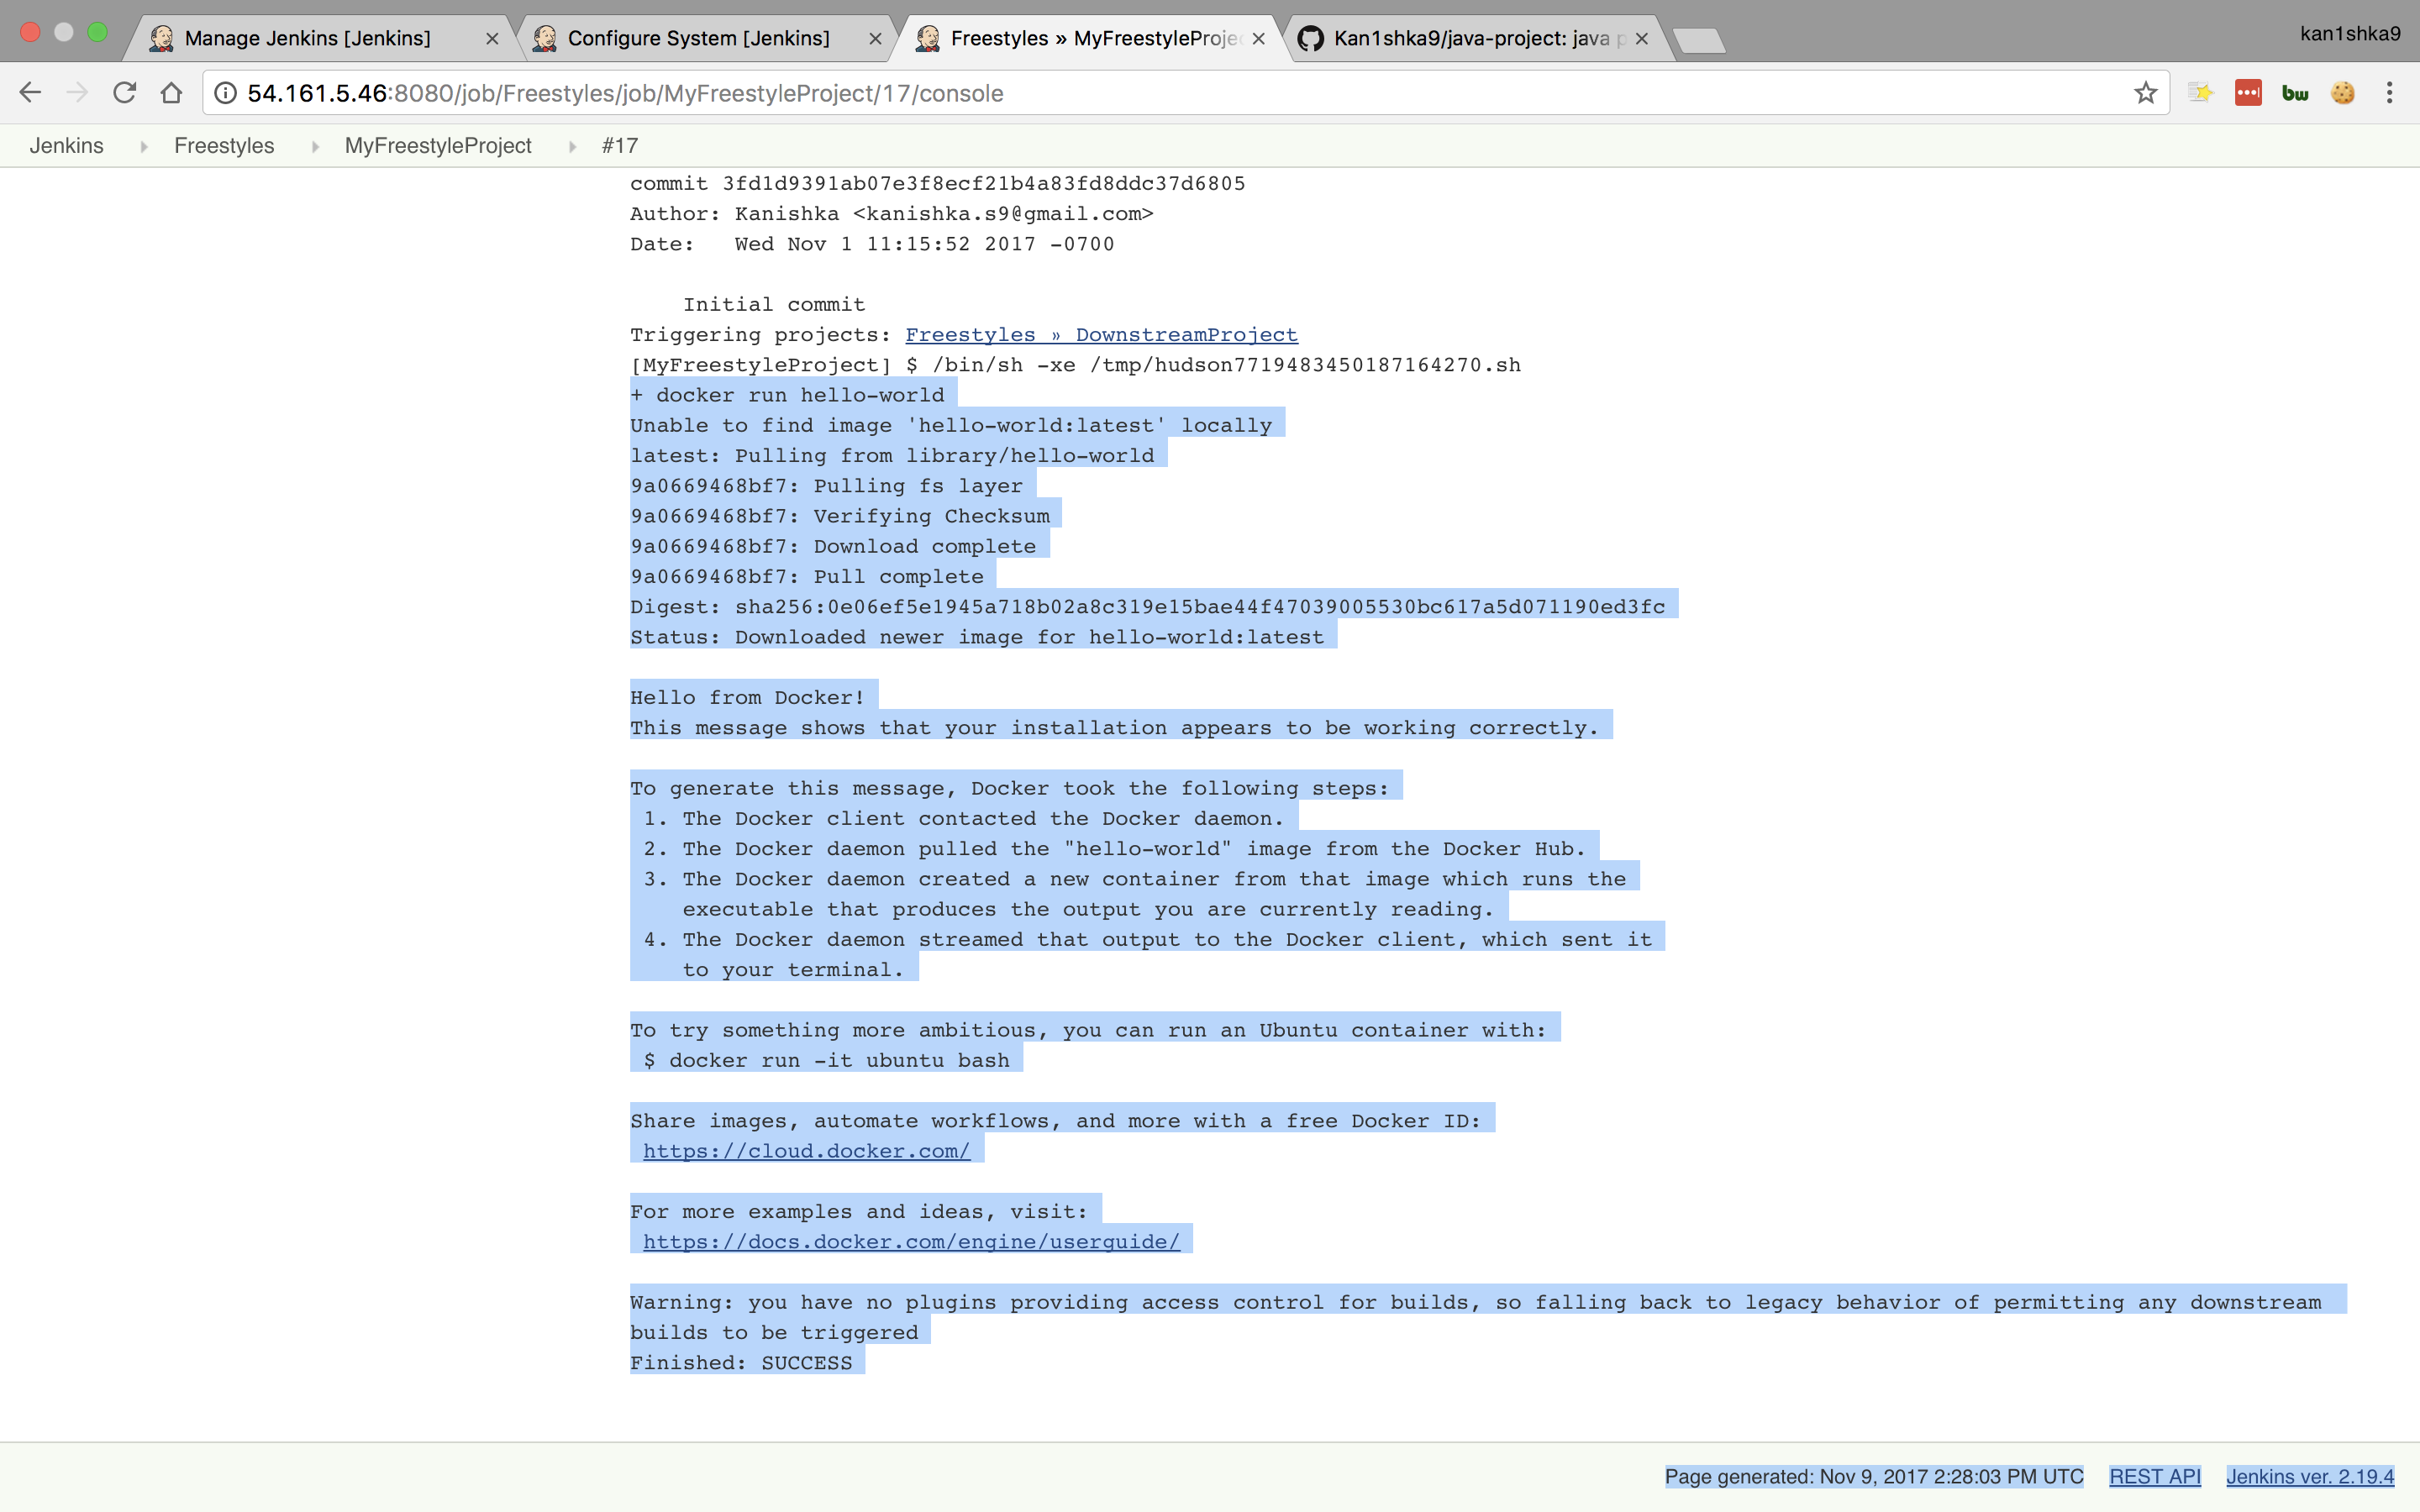 kan1shka9
Manage Jenkins [Jenkins]
Configure System [Jenkins]
Freestyles » MyFreestyleProjec
Kan1shka9/java-project: java p
54.161.5.46:8080/job/Freestyles/job/MyFreestyleProject/17/console
bw
Jenkins Freestyles MyFreestyleProject #17
commit 3fd1d9391ab07e3f8ecf21b4a83fd8ddc37d6805
Author: Kanishka <kanishka.s9@gmail.com>
Date:   Wed Nov 1 11:15:52 2017 -0700
    Initial commit
Triggering projects: Freestyles » DownstreamProject
[MyFreestyleProject] $ /bin/sh -xe /tmp/hudson7719483450187164270.sh
+ docker run hello-world
Unable to find image 'hello-world:latest' locally
latest: Pulling from library/hello-world
9a0669468bf7: Pulling fs layer
9a0669468bf7: Verifying Checksum
9a0669468bf7: Download complete
9a0669468bf7: Pull complete
Digest: sha256:0e06ef5e1945a718b02a8c319e15bae44f47039005530bc617a5d071190ed3fc
Status: Downloaded newer image for hello-world:latest
Hello from Docker!
This message shows that your installation appears to be working correctly.
To generate this message, Docker took the following steps:
 1. The Docker client contacted the Docker daemon.
 2. The Docker daemon pulled the "hello-world" image from the Docker Hub.
 3. The Docker daemon created a new container from that image which runs the
    executable that produces the output you are currently reading.
 4. The Docker daemon streamed that output to the Docker client, which sent it
    to your terminal.
To try something more ambitious, you can run an Ubuntu container with:
 $ docker run -it ubuntu bash
Share images, automate workflows, and more with a free Docker ID:
 https://cloud.docker.com/
For more examples and ideas, visit:
 https://docs.docker.com/engine/userguide/
Warning: you have no plugins providing access control for builds, so falling back to legacy behavior of permitting any downstream
builds to be triggered
Finished: SUCCESS
Page generated: Nov 9, 2017 2:28:03 PM UTC REST API Jenkins ver. 2.19.4